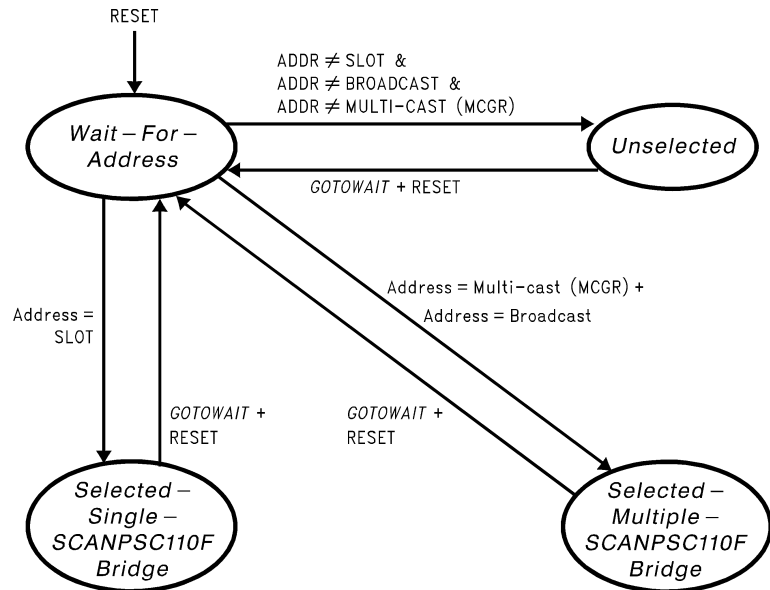 RESET
ADDR ≠ SLOT &
ADDR ≠ BROADCAST &
ADDR ≠ MULTI-CAST (MCGR)
Wait–For–
Address
Unselected
GOTOWAIT + RESET
Address = Multi-cast (MCGR) +
Address = Broadcast
Address =
SLOT
GOTOWAIT +
RESET
GOTOWAIT +
RESET
Selected–
Single–
SCANPSC110F
Bridge
Selected–
Multiple–
SCANPSC110F
Bridge